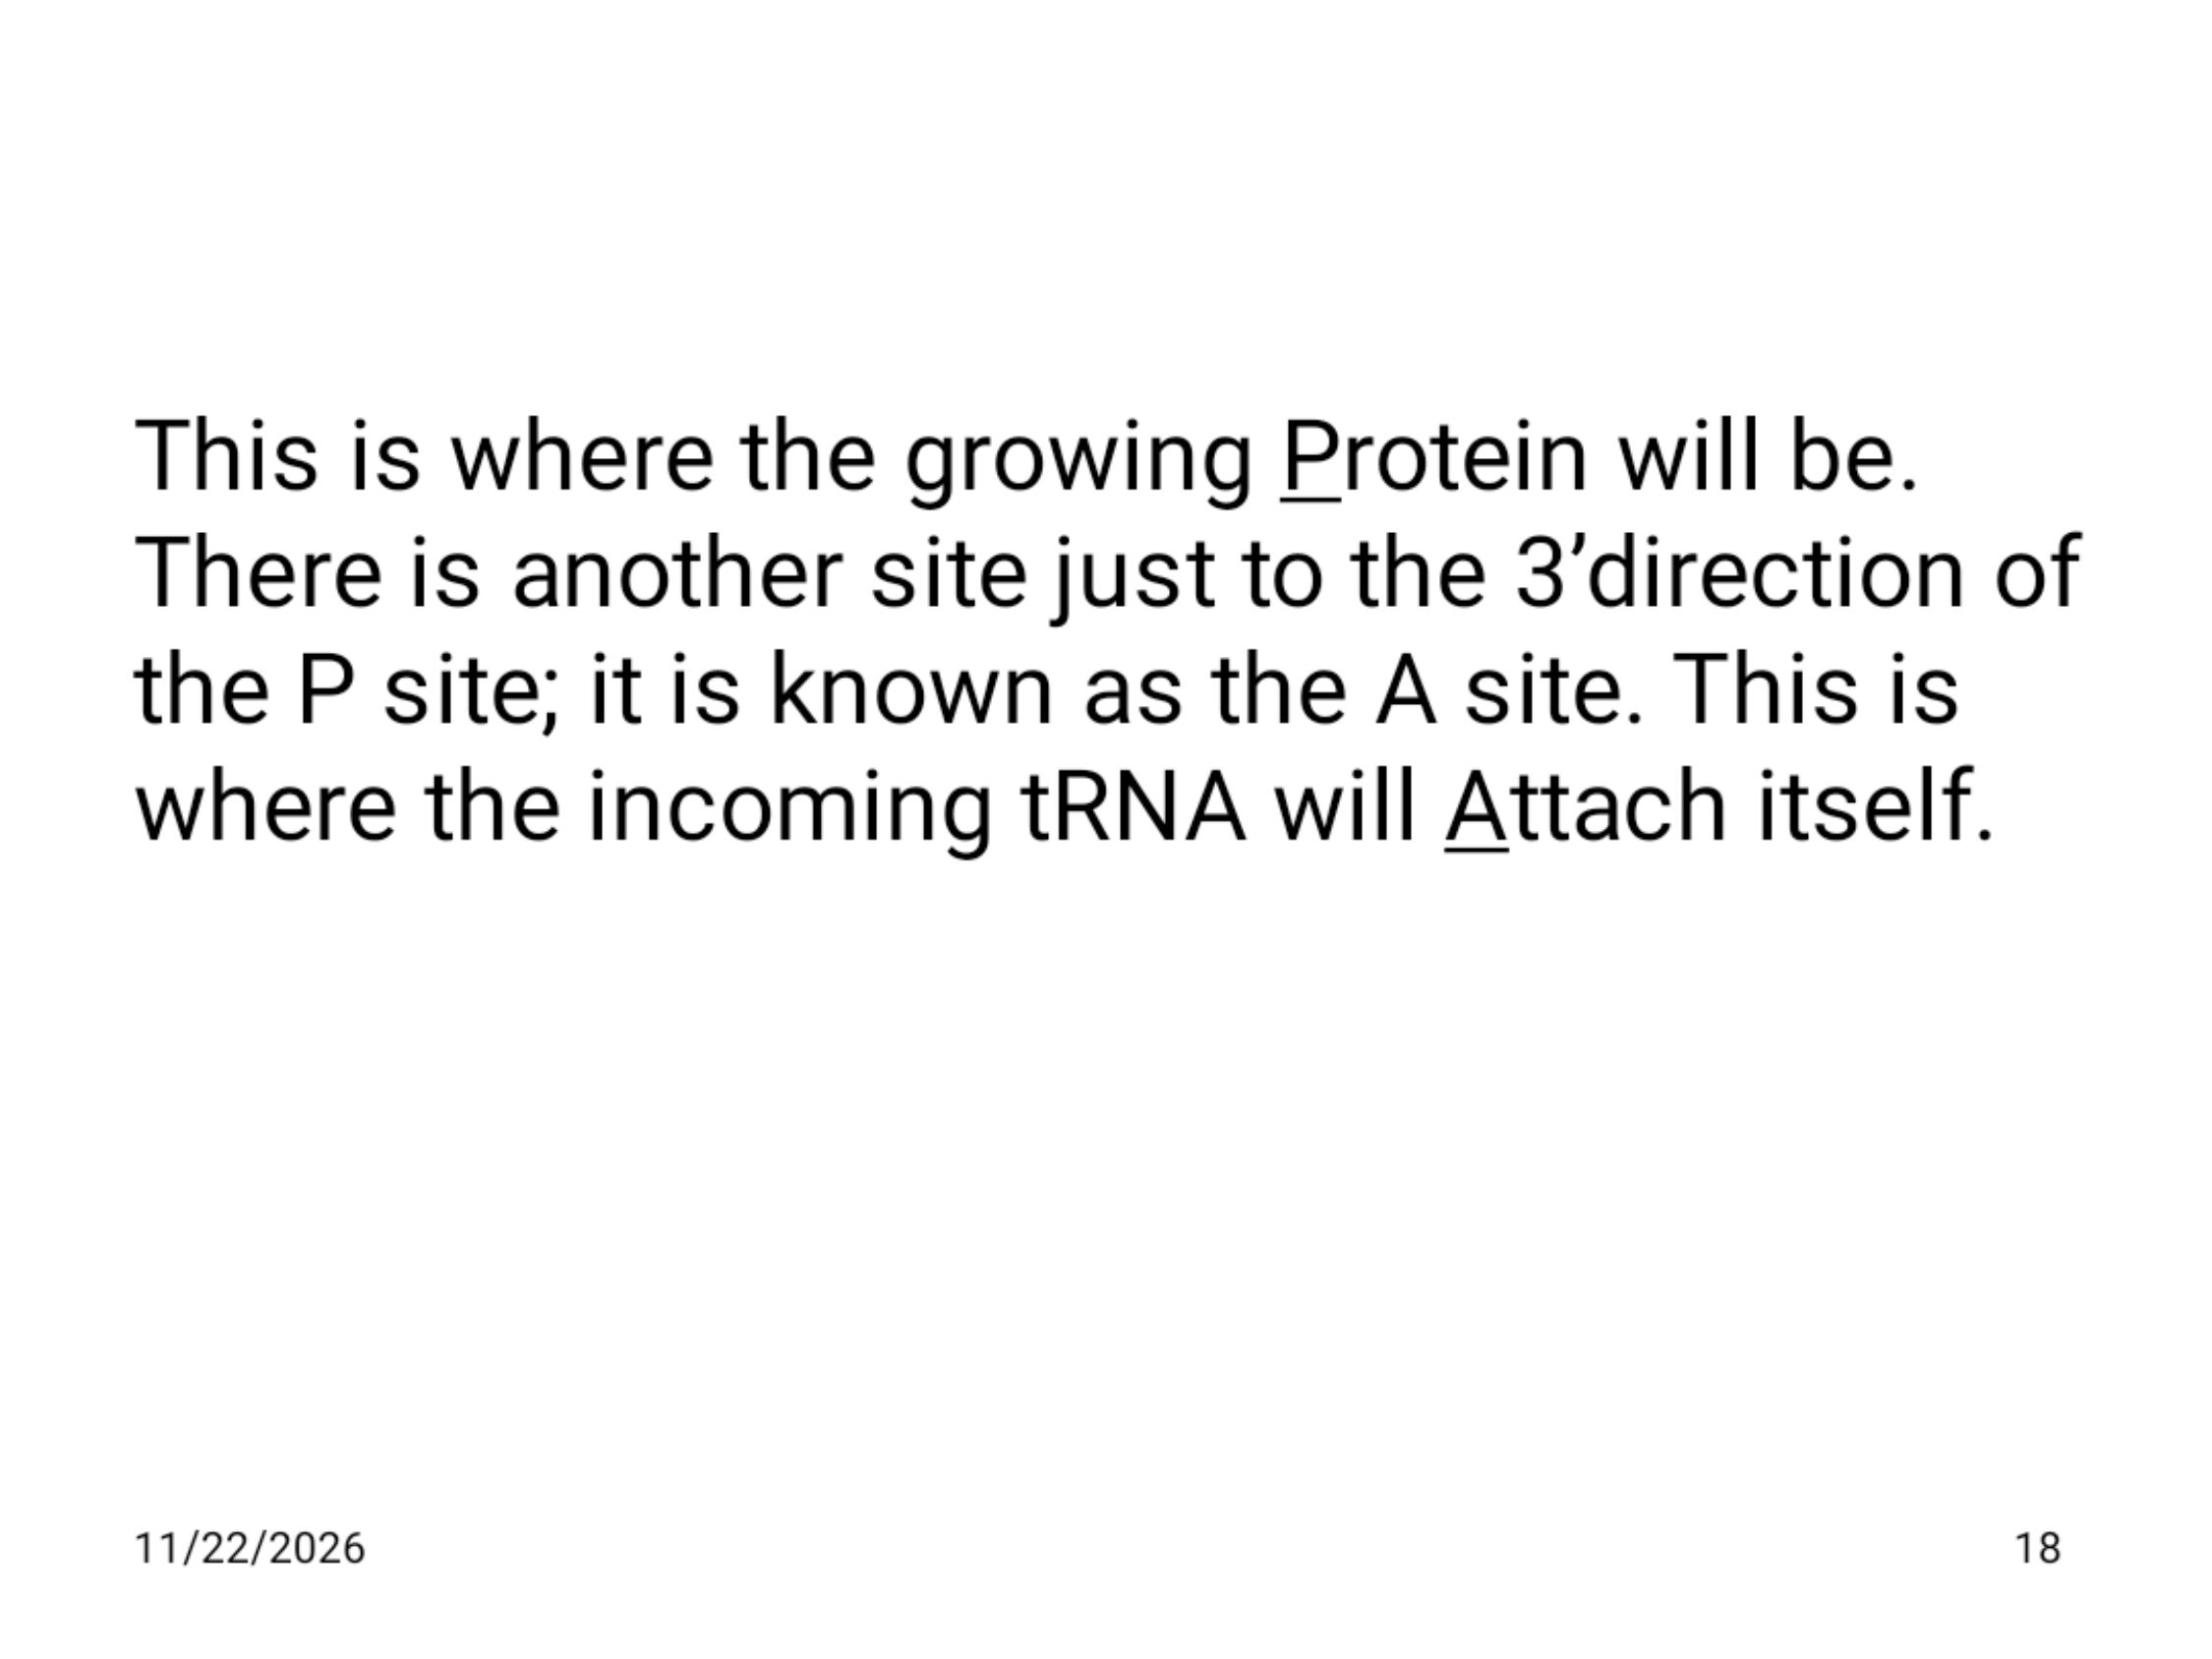 This is where the growing Protein will be.
There is another site just to the 3’direction of
the P site; it is known as the A site. This is
where the incoming tRNA will Attach itself.
11/22/2026
18